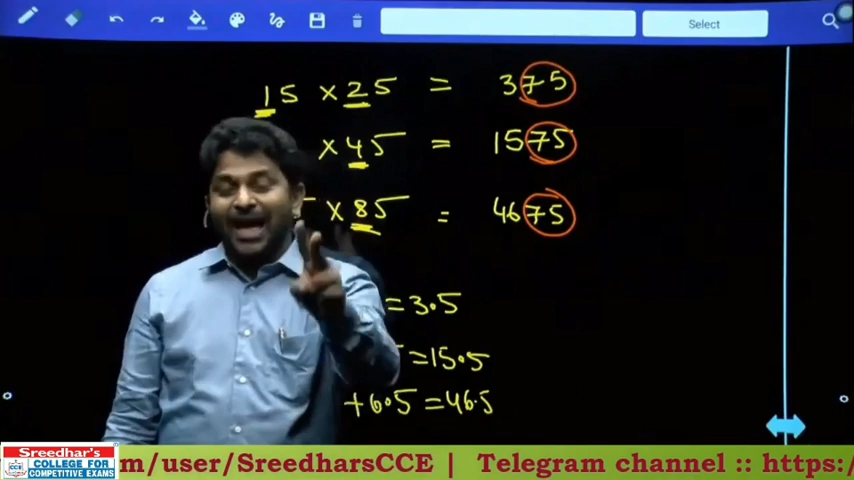 Select
15 × 25 = 375
× 45 = 1575
× 85 = 4675
= 3.5
= 15.5
+6.5 = 46.5
Sreedhar's
CCE
COLLEGE FOR
COMPETITIVE EXAMS
m/user/SreedharsCCE | Telegram channel :: https:/